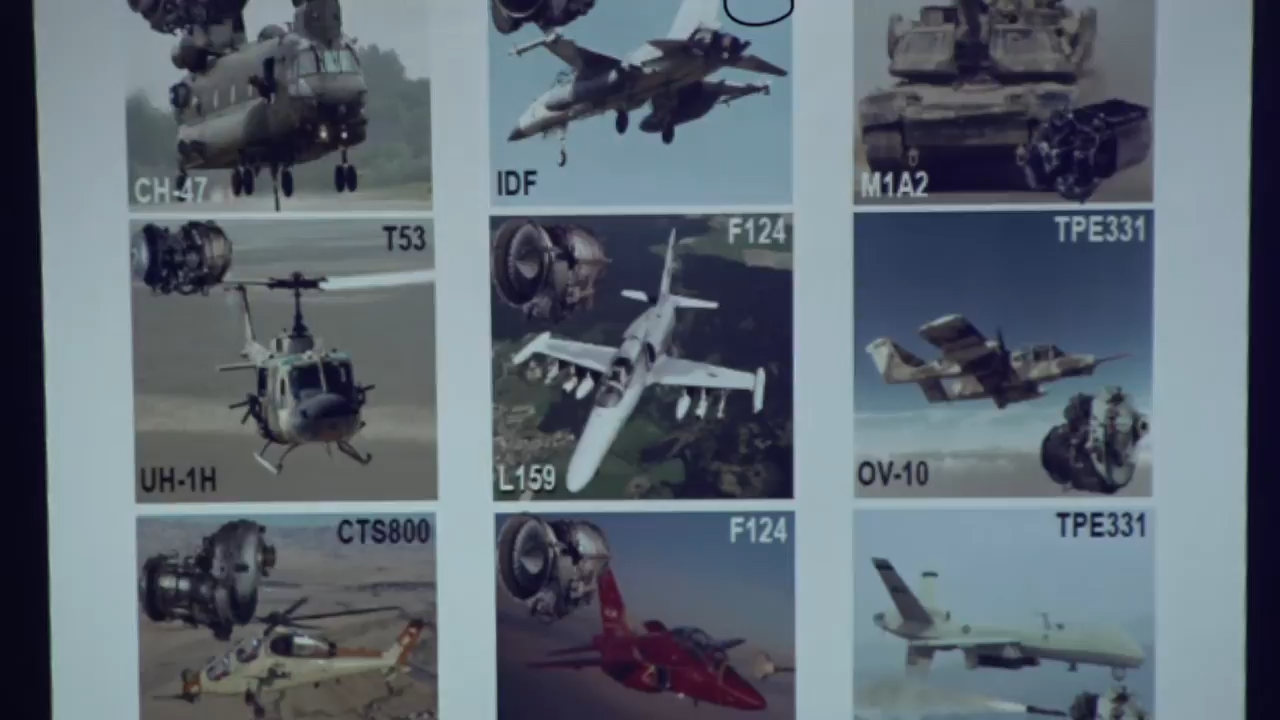 CH-47
IDF
M1A2
T53
F124
TPE331
UH-1H
L159
OV-10
CTS800
F124
TPE331